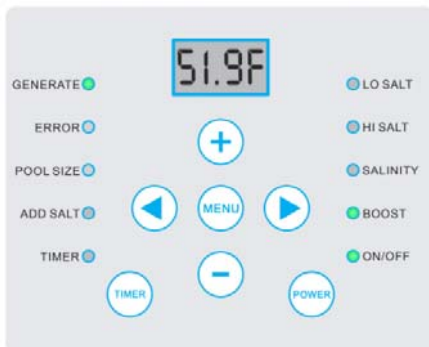 51.9F
GENERATE
LO SALT
ERROR
+
HI SALT
POOL SIZE
SALINITY
ADD SALT
MENU
BOOST
TIMER
-
ON/OFF
TIMER
POWER